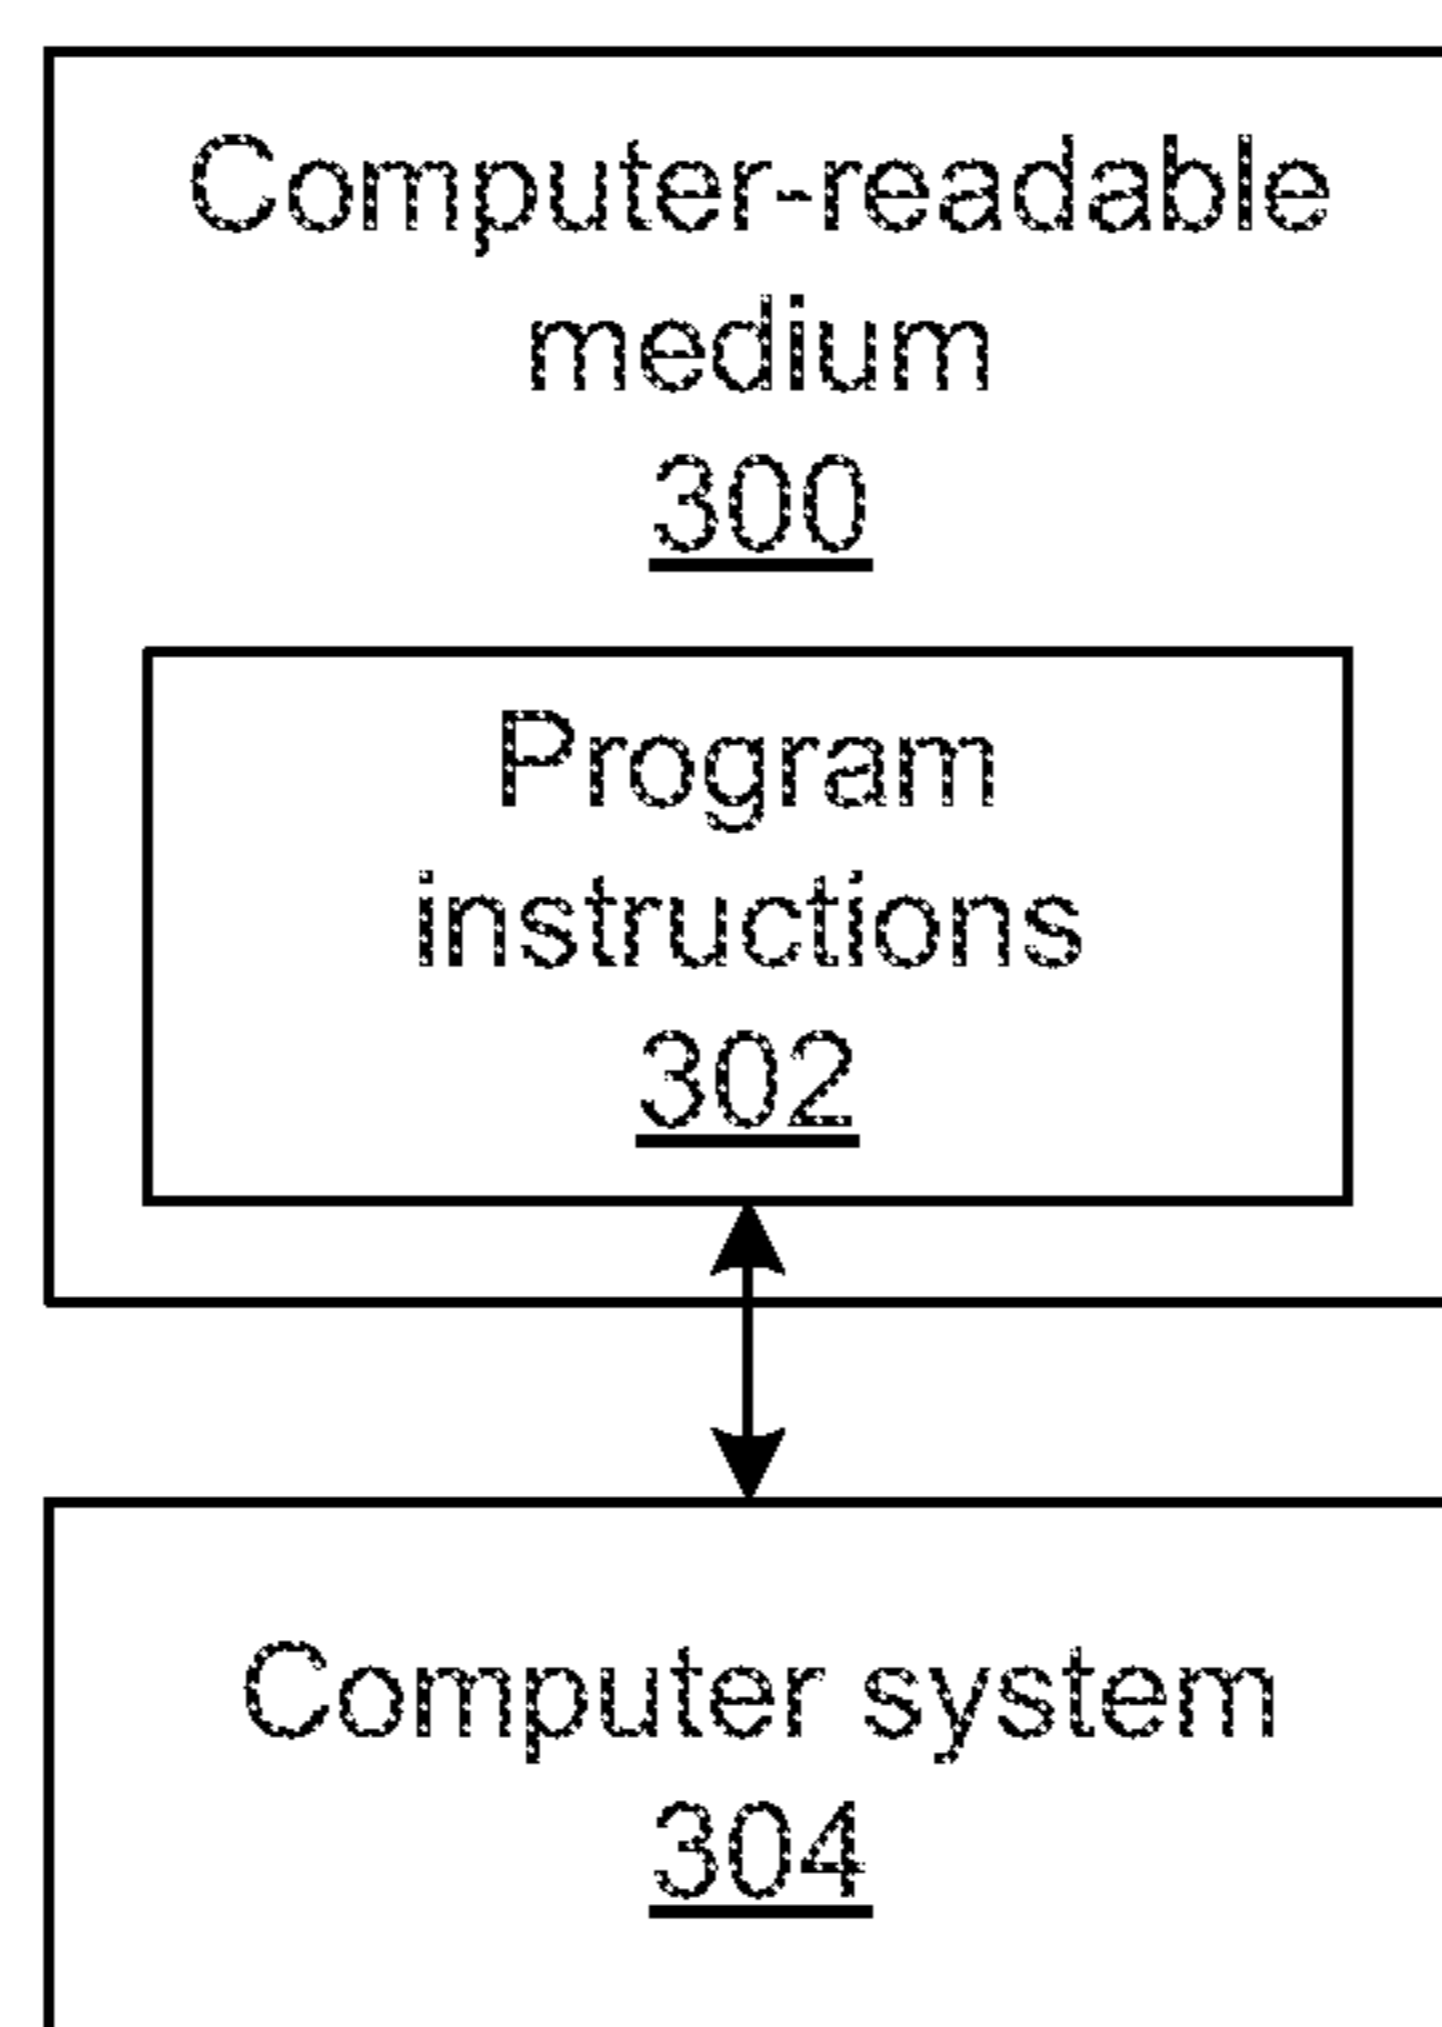 Computer-readable
medium
300
Program
instructions
302
Computer system
304